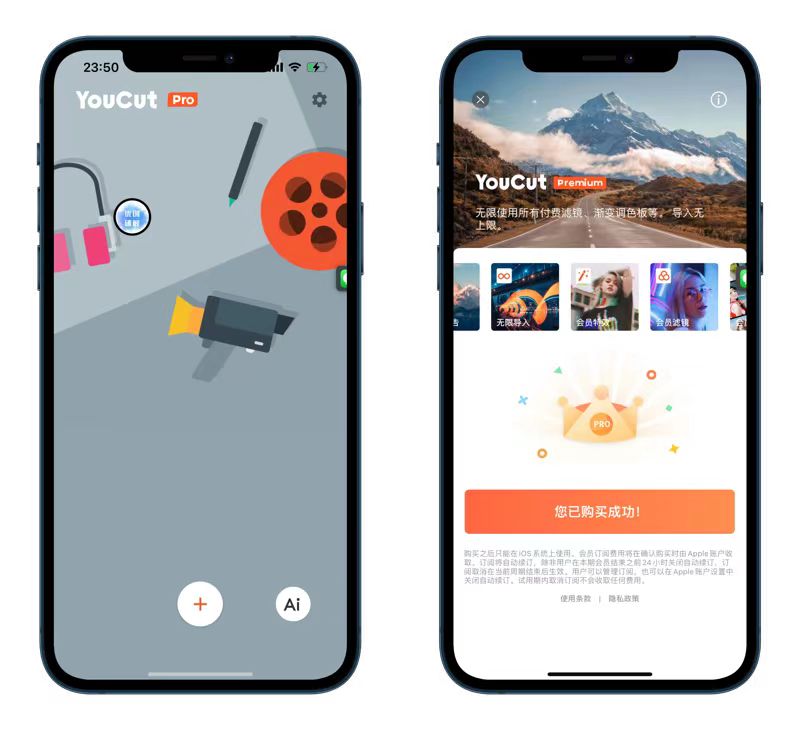 23:50
YouCut Pro
Ai
YouCut Premium
无限使用所有付费滤镜、渐变调色板等。 导入无
上限。
告
无限导入
会员特效
会员滤镜
PRO
您已购买成功！
购买之后只能在iOS系统上使用、会员订阅费用将在确认购买时由Apple账户收
取、订阅将自动续订，除非用户在本期会员结束之前24小时关闭自动续订，订
阅取消在当前周期结束后生效。用户可以管理订阅、也可以在Apple账户设置中
关闭自动续订。试用期内取消订阅不会收取任何费用。
使用条款 | 隐私政策